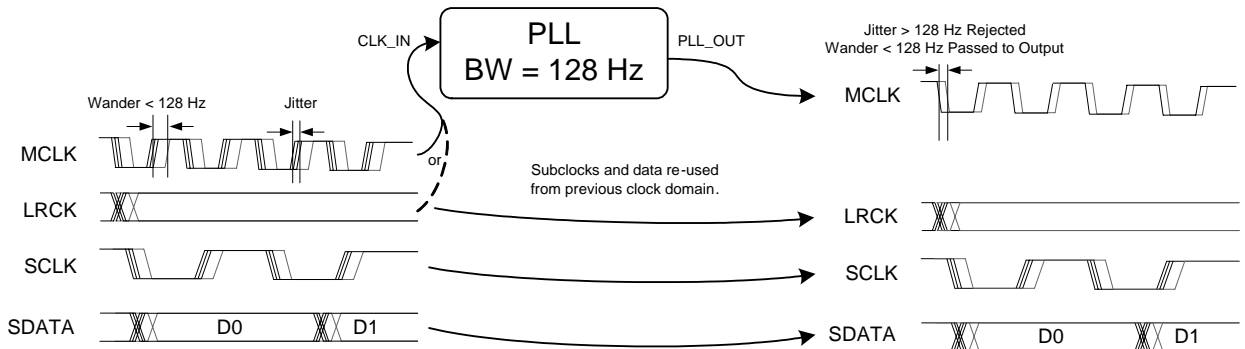 CLK_IN
PLL
BW = 128 Hz
PLL_OUT
Jitter > 128 Hz Rejected
Wander < 128 Hz Passed to Output
Wander < 128 Hz
Jitter
MCLK
or
MCLK
Subclocks and data re-used
from previous clock domain.
LRCK
LRCK
SCLK
SCLK
SDATA
D0
D1
SDATA
D0
D1